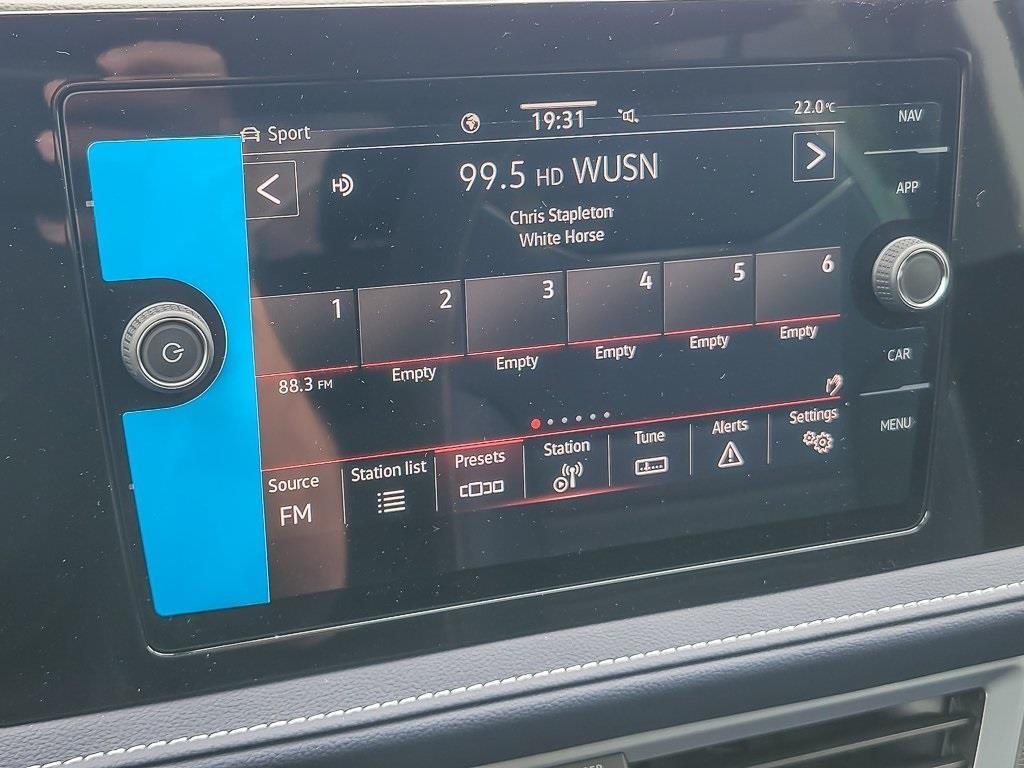 Sport
19:31
22.0°C
NAV
HD
99.5 HD WUSN
APP
Chris Stapleton
White Horse
1 2 3 4 5 6
88.3 FM Empty Empty Empty Empty Empty
CAR
MENU
Source Station list Presets Station Tune Alerts Settings
FM